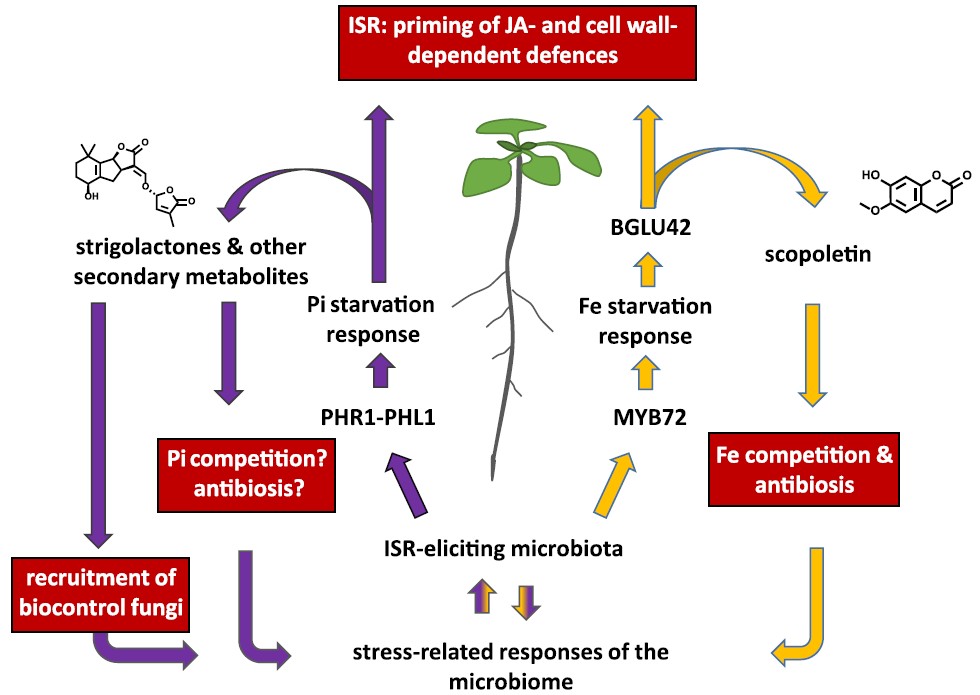 ISR: priming of JA- and cell wall-
dependent defences
O
O
O
O
O
OH
strigolactones & other
secondary metabolites
BGLU42
HO
O
O
O
scopoletin
Pi starvation
response
Fe starvation
response
PHR1-PHL1
MYB72
Pi competition?
antibiosis?
Fe competition &
antibiosis
ISR-eliciting microbiota
recruitment of
biocontrol fungi
stress-related responses of the
microbiome